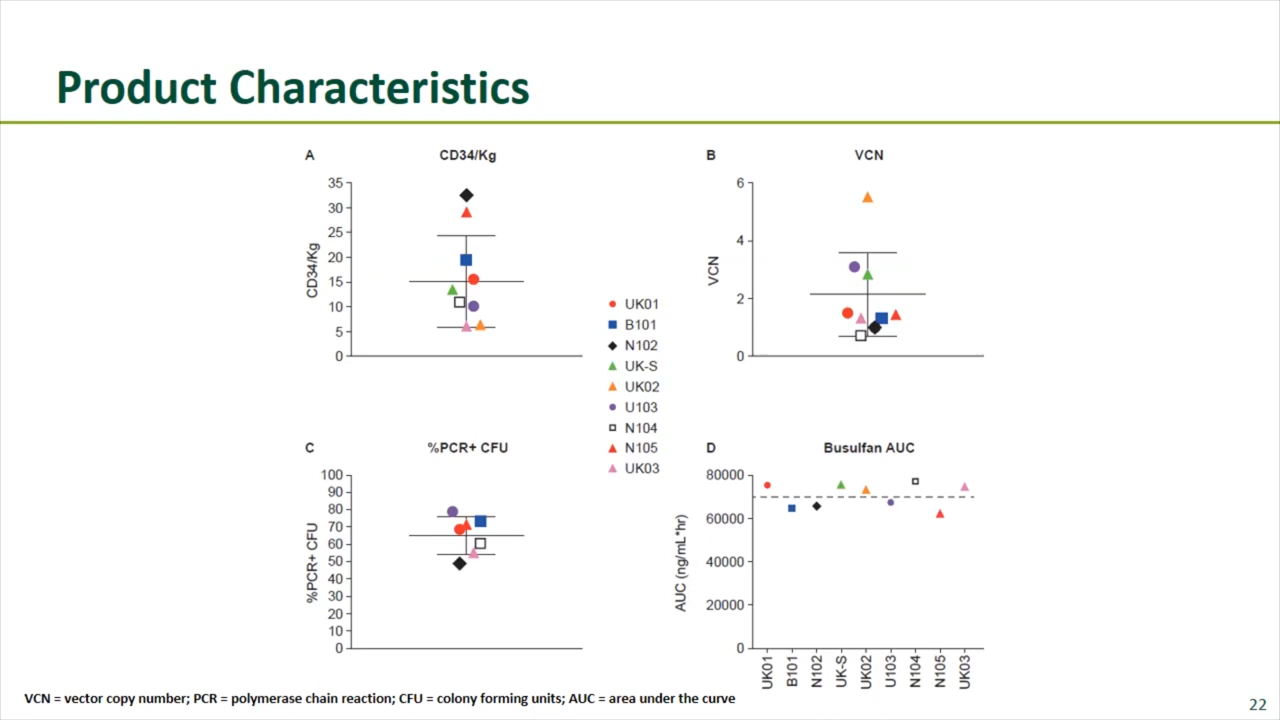 Product Characteristics
A
CD34/Kg
35
30
25
20
15
10
5
0
CD34/Kg
B
VCN
6
4
2
0
VCN
UK01
B101
N102
UK-S
UK02
U103
N104
N105
UK03
C
%PCR+ CFU
100
90
80
70
60
50
40
30
20
10
0
%PCR+ CFU
D
Busulfan AUC
80000
60000
40000
20000
0
AUC (ng/mL*hr)
UK01
B101
N102
UK-S
UK02
U103
N104
N105
UK03
VCN = vector copy number; PCR = polymerase chain reaction; CFU = colony forming units; AUC = area under the curve
22